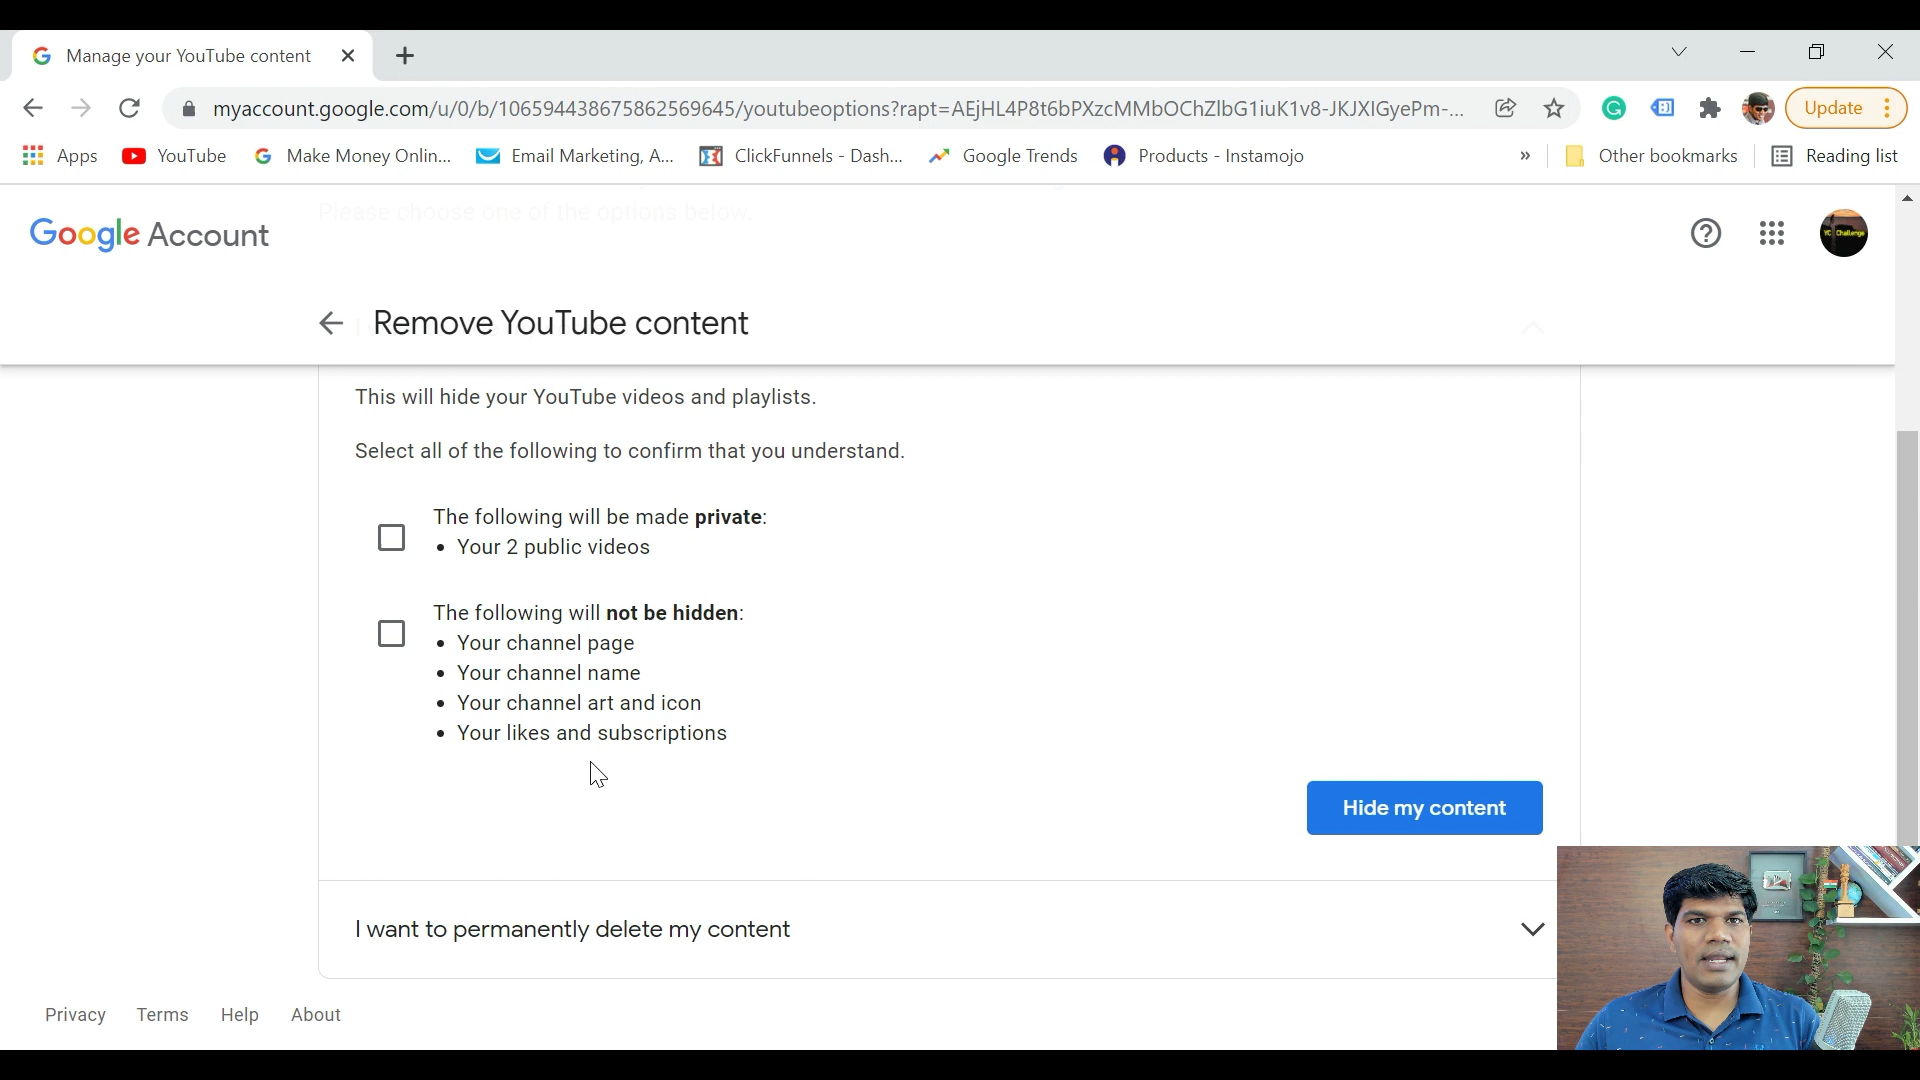 Manage your YouTube content
myaccount.google.com/u/0/b/106594438675862569645/youtubeoptions?rapt=AEjHL4P8t6bPXzcMMbOChZlbG1iuK1v8-JKJXIGyePm-...
Update
Apps
YouTube
Make Money Onlin...
Email Marketing, A...
ClickFunnels - Dash...
Google Trends
Products - Instamojo
»
Other bookmarks
Reading list
Please choose one of the options below.
Google Account
YC Challenge
Remove YouTube content
This will hide your YouTube videos and playlists.
Select all of the following to confirm that you understand.
The following will be made private:
• Your 2 public videos
The following will not be hidden:
• Your channel page
• Your channel name
• Your channel art and icon
• Your likes and subscriptions
Hide my content
I want to permanently delete my content
Privacy Terms Help About